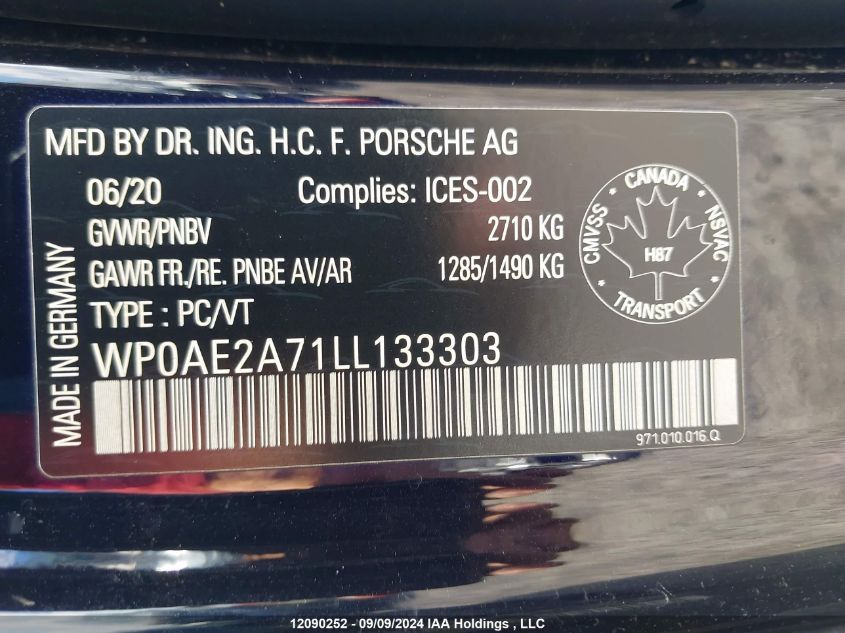 MFD BY DR. ING. H.C. F. PORSCHE AG
06/20 Complies: ICES-002
GVWR/PNBV 2710 KG
GAWR FR./RE. PNBE AV/AR 1285/1490 KG
TYPE : PC/VT
WP0AE2A71LL133303
MADE IN GERMANY
CANADA
CMVSS
NSVAC
H87
TRANSPORT
971.010.016 Q
12090252 - 09/09/2024 IAA Holdings , LLC